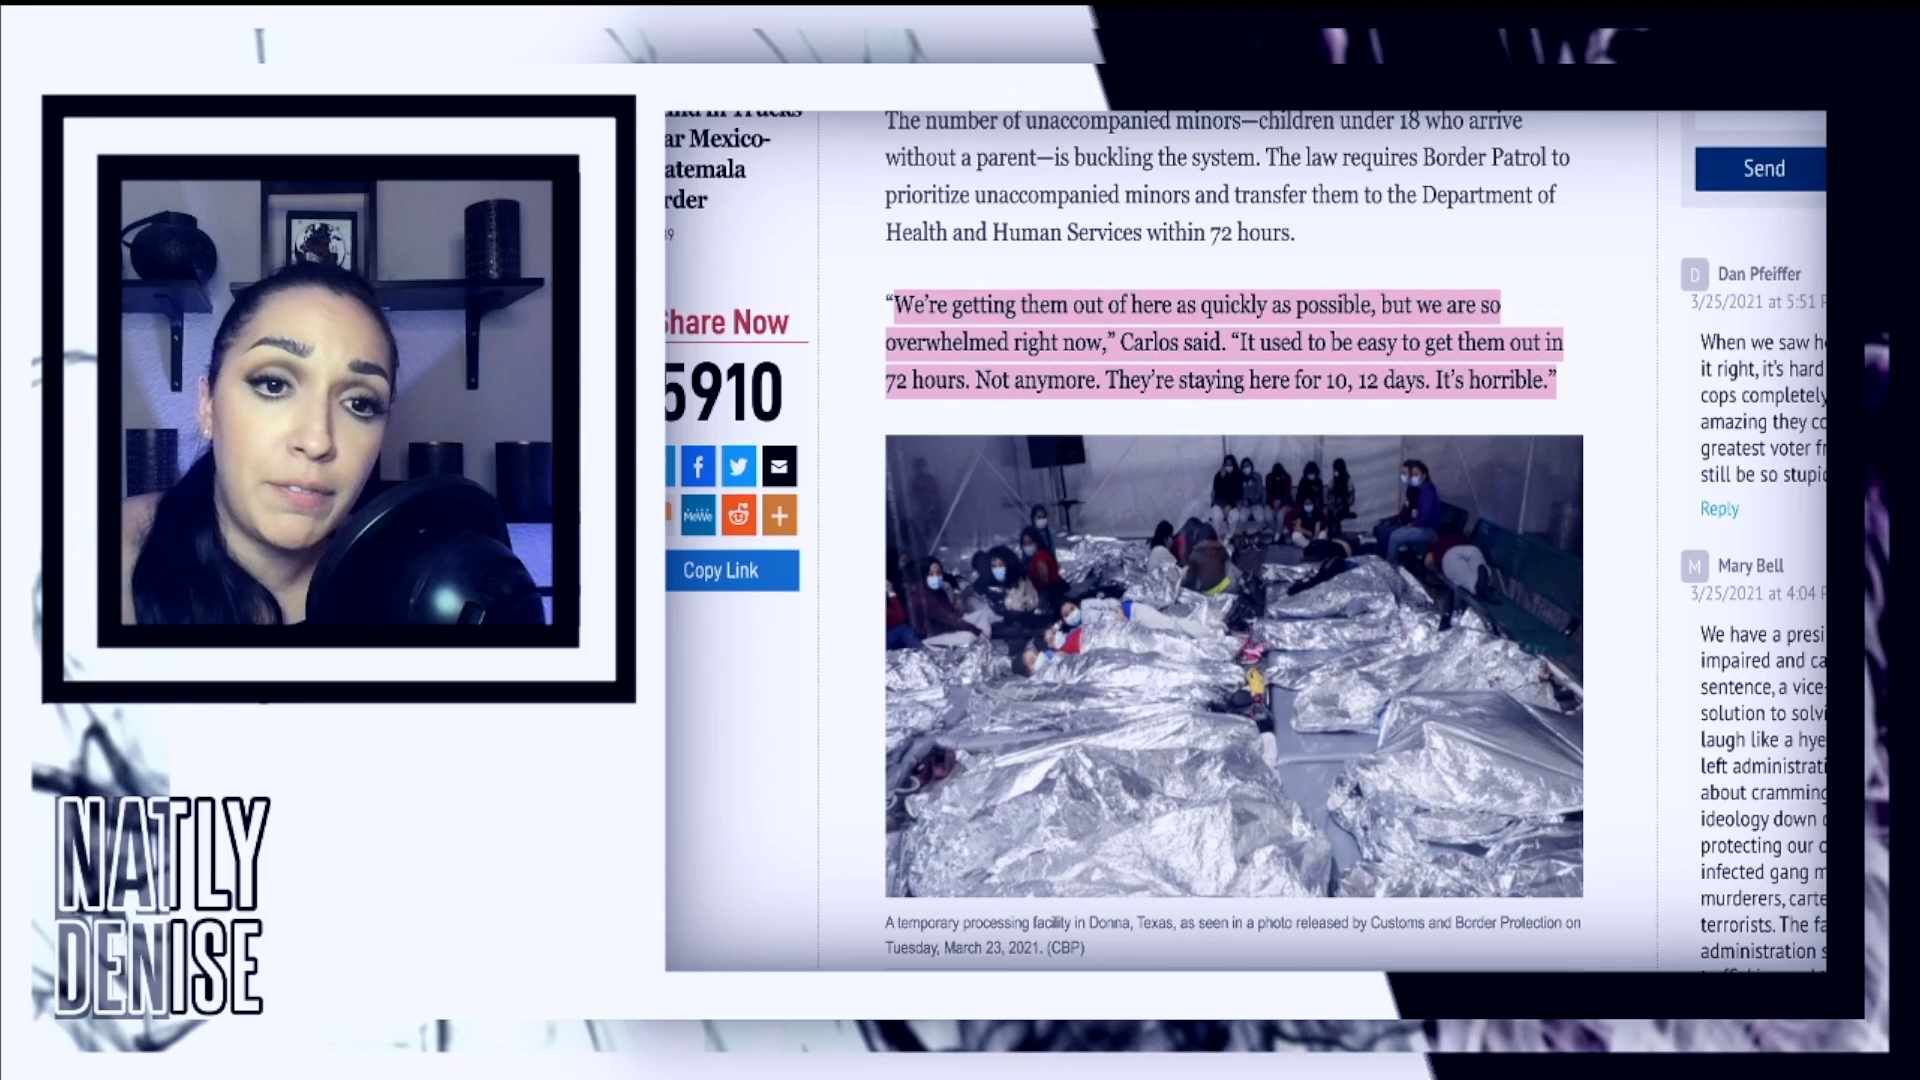 NATLY
DENISE
ar Mexico-
atemala
rder
Share Now
5910
MeWe
Copy Link
The number of unaccompanied minors—children under 18 who arrive
without a parent—is buckling the system. The law requires Border Patrol to
prioritize unaccompanied minors and transfer them to the Department of
Health and Human Services within 72 hours.
“We’re getting them out of here as quickly as possible, but we are so
overwhelmed right now,” Carlos said. “It used to be easy to get them out in
72 hours. Not anymore. They’re staying here for 10, 12 days. It’s horrible.”
A temporary processing facility in Donna, Texas, as seen in a photo released by Customs and Border Protection on
Tuesday, March 23, 2021. (CBP)
Send
D Dan Pfeiffer
3/25/2021 at 5:51
When we saw h
it right, it’s hard
cops completely
amazing they co
greatest voter fr
still be so stupi
Reply
M Mary Bell
3/25/2021 at 4:04
We have a presi
impaired and ca
sentence, a vice-
solution to solvi
laugh like a hye
left administrati
about cramming
ideology down
protecting our c
infected gang m
murderers, carte
terrorists. The fa
administration s